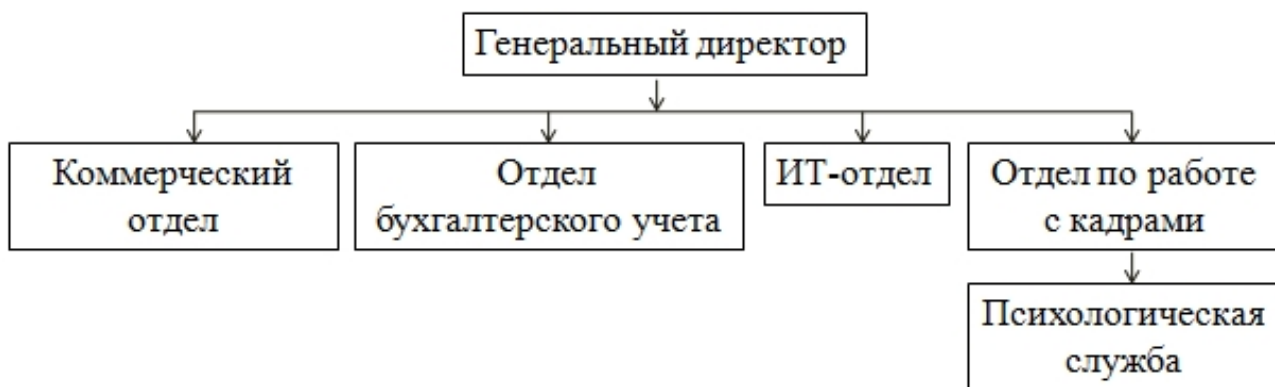 Генеральный директор
Коммерческий
отдел
Отдел
бухгалтерского учета
ИТ-отдел
Отдел по работе
с кадрами
Психологическая
служба